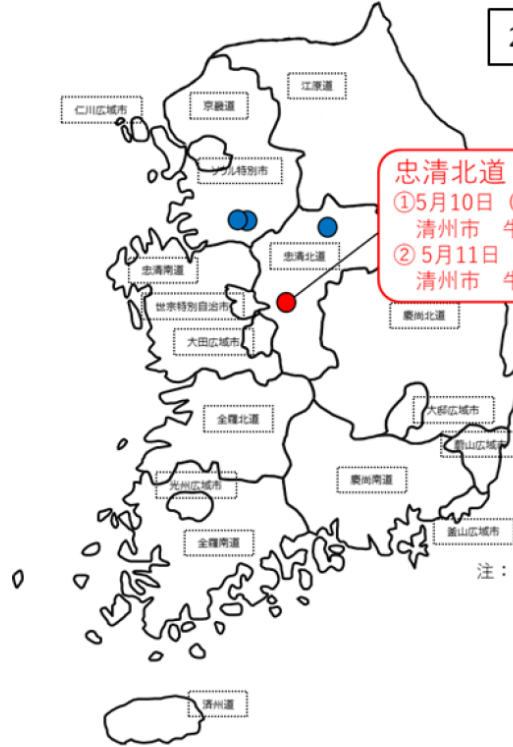 2
江原道
京畿道
仁川広域市
ソウル特別市
忠清北道
①5月10日（
清州市 牛
② 5月11日
清州市 牛
忠清北道
忠清南道
世宗特別自治市
慶尚北道
大田広域市
大邱広域市
全羅北道
蔚山広域市
慶尚南道
光州広域市
釜山広域市
全羅南道
注：
済州道